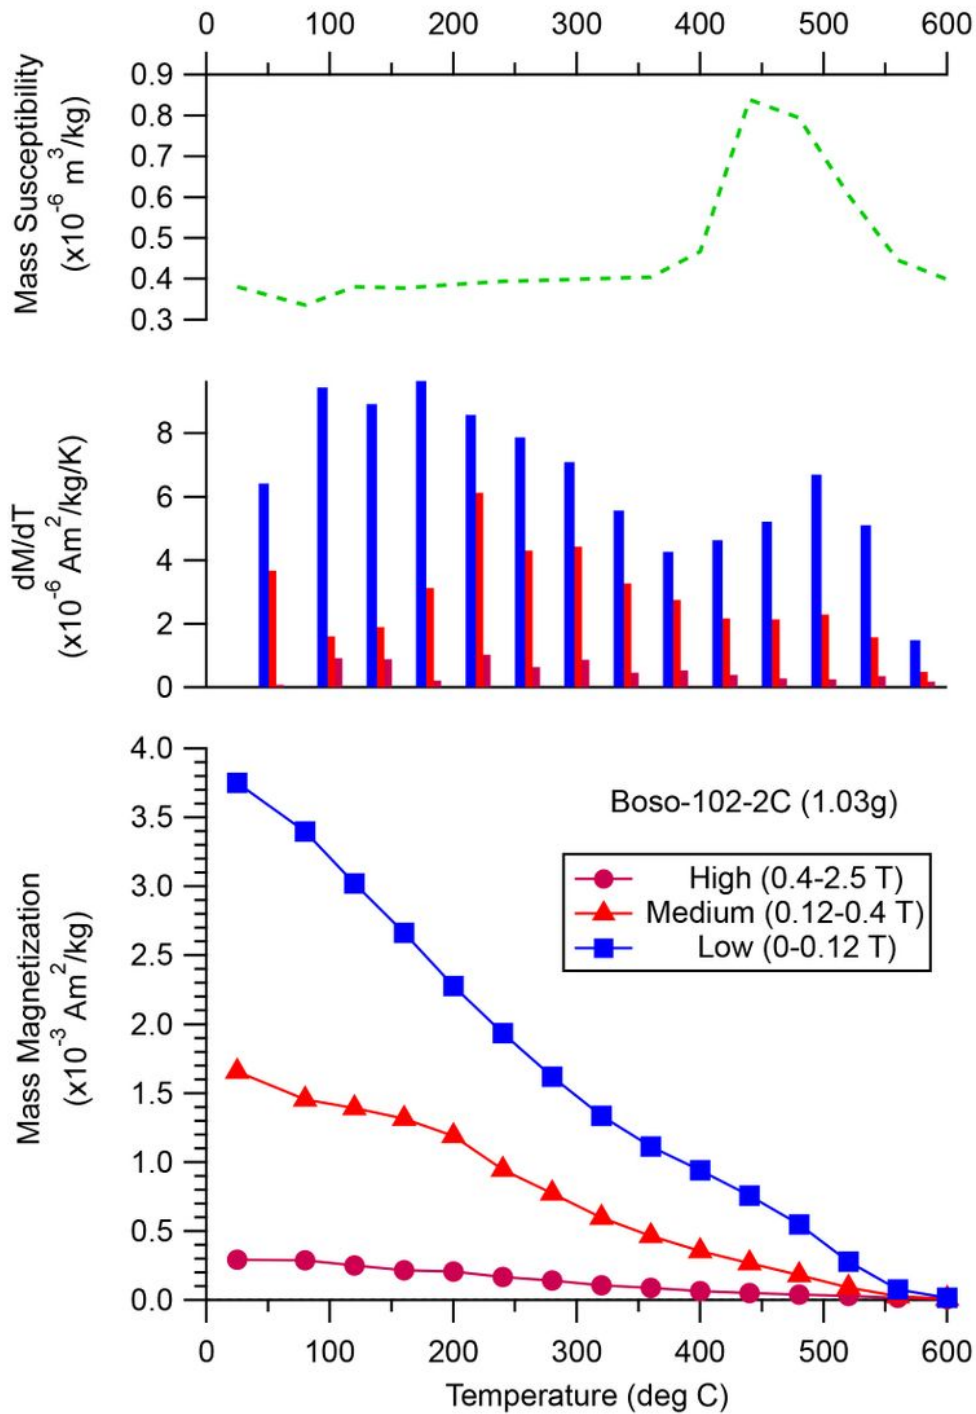 0 100 200 300 400 500 600
Mass Susceptibility
(x10⁻⁶ m³/kg)
0.9
0.8
0.7
0.6
0.5
0.4
0.3
dM/dT
(x10⁻⁶ Am²/kg/K)
8
6
4
2
0
Mass Magnetization
(x10⁻³ Am²/kg)
4.0
3.5
3.0
2.5
2.0
1.5
1.0
0.5
0.0
Boso-102-2C (1.03g)
High (0.4-2.5 T)
Medium (0.12-0.4 T)
Low (0-0.12 T)
0 100 200 300 400 500 600
Temperature (deg C)